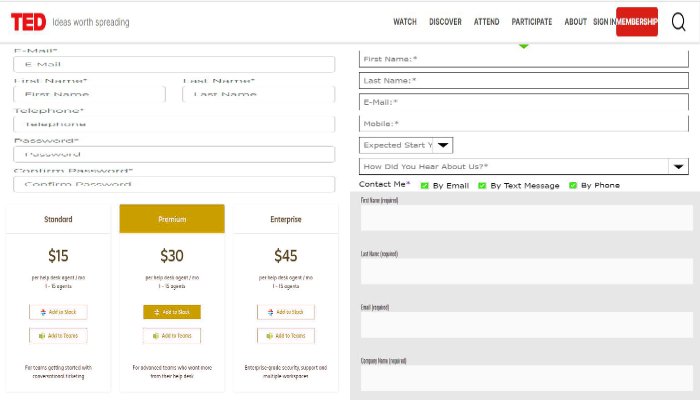 TED Ideas worth spreading WATCH DISCOVER ATTEND PARTICIPATE ABOUT SIGN IN MEMBERSHIP
E-Mail*
E-Mail
First Name* Last Name*
First Name Last Name
Telephone*
Telephone
Password*
Password
Confirm Password*
Confirm Password
First Name:*
Last Name:*
E-Mail:*
Mobile:*
Expected Start Y
How Did You Hear About Us?*
Contact Me* By Email By Text Message By Phone
Standard
$15
per help desk agent / mo
1 - 15 agents
Add to Slack
Add to Teams
For teams getting started with
conversational ticketing
Premium
$30
per help desk agent / mo
1 - 15 agents
Add to Slack
Add to Teams
For advanced teams who want more
from their help desk
Enterprise
$45
per help desk agent / mo
1 - 15 agents
Add to Slack
Add to Teams
Enterprise-grade security, support and
multiple workspaces
First Name (required)
Last Name (required)
Email (required)
Company Name (required)